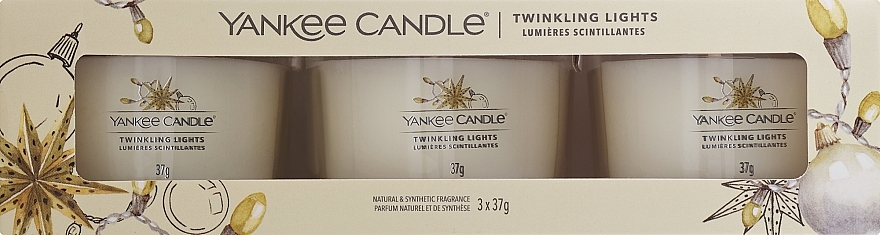 YANKEE CANDLE® | TWINKLING LIGHTS
LUMIÈRES SCINTILLANTES
YANKEE CANDLE®
TWINKLING LIGHTS
LUMIÈRES SCINTILLANTES
37g
YANKEE CANDLE®
TWINKLING LIGHTS
LUMIÈRES SCINTILLANTES
37g
YANKEE CANDLE®
TWINKLING LIGHTS
LUMIÈRES SCINTILLANTES
37g
NATURAL & SYNTHETIC FRAGRANCE
PARFUM NATUREL ET DE SYNTHÈSE
3 x 37g